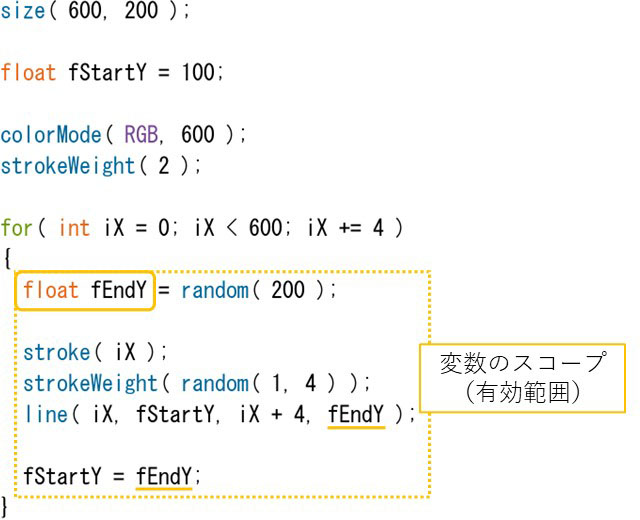 size( 600, 200 );
float fStartY = 100;
colorMode( RGB, 600 );
strokeWeight( 2 );
for( int iX = 0; iX < 600; iX += 4 )
{
float fEndY = random( 200 );
stroke( iX );
strokeWeight( random( 1, 4 ) );
line( iX, fStartY, iX + 4, fEndY );
fStartY = fEndY;
}
変数のスコープ
（有効範囲）